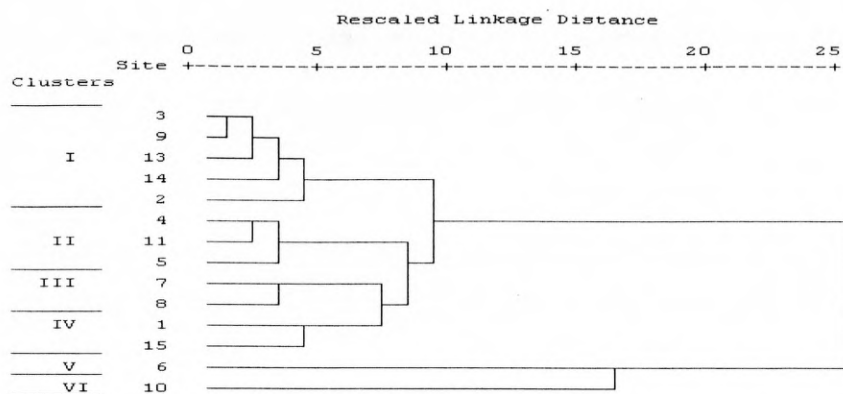 Rescaled Linkage Distance
0 5 10 15 20 25
Site
Clusters
3
9
I 13
14
2
4
II 11
5
III 7
8
IV 1
15
V 6
VI 10